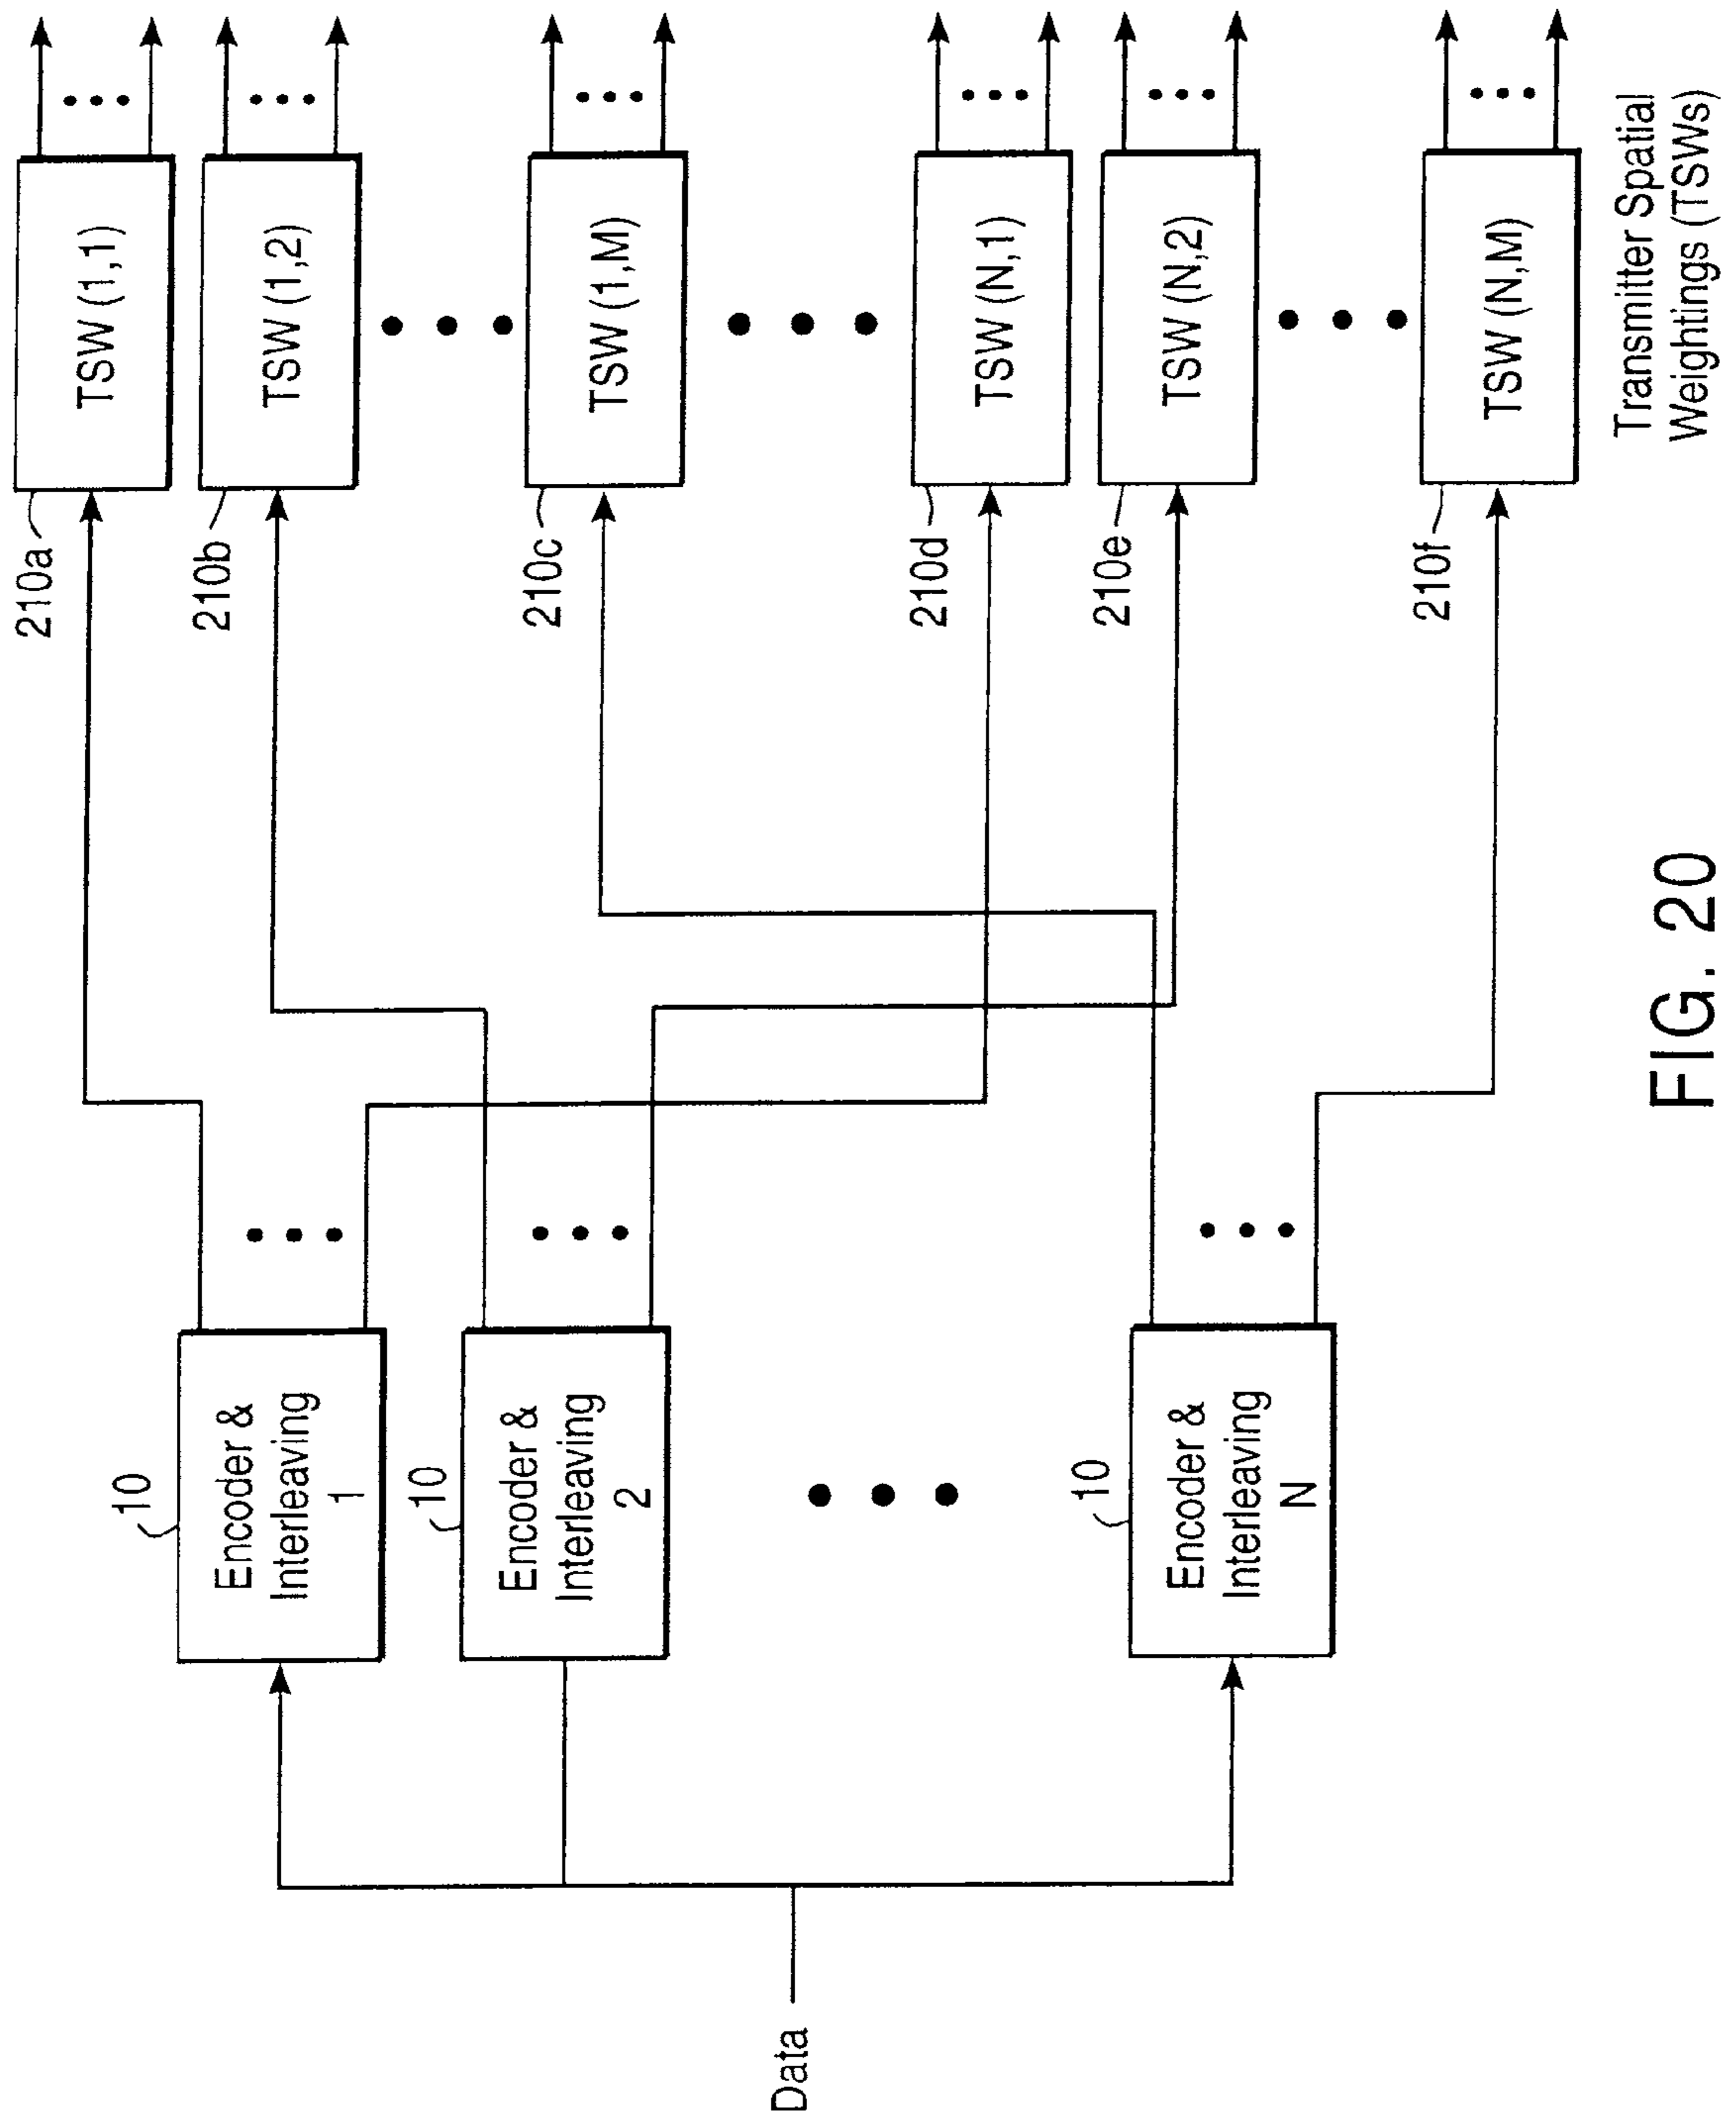 Data
10
Encoder &
Interleaving
1
10
Encoder &
Interleaving
2
10
Encoder &
Interleaving
N
210a
TSW (1,1)
210b
TSW (1,2)
210c
TSW (1,M)
210d
TSW (N,1)
210e
TSW (N,2)
210f
TSW (N,M)
Transmitter Spatial
Weightings (TSWs)
FIG. 20